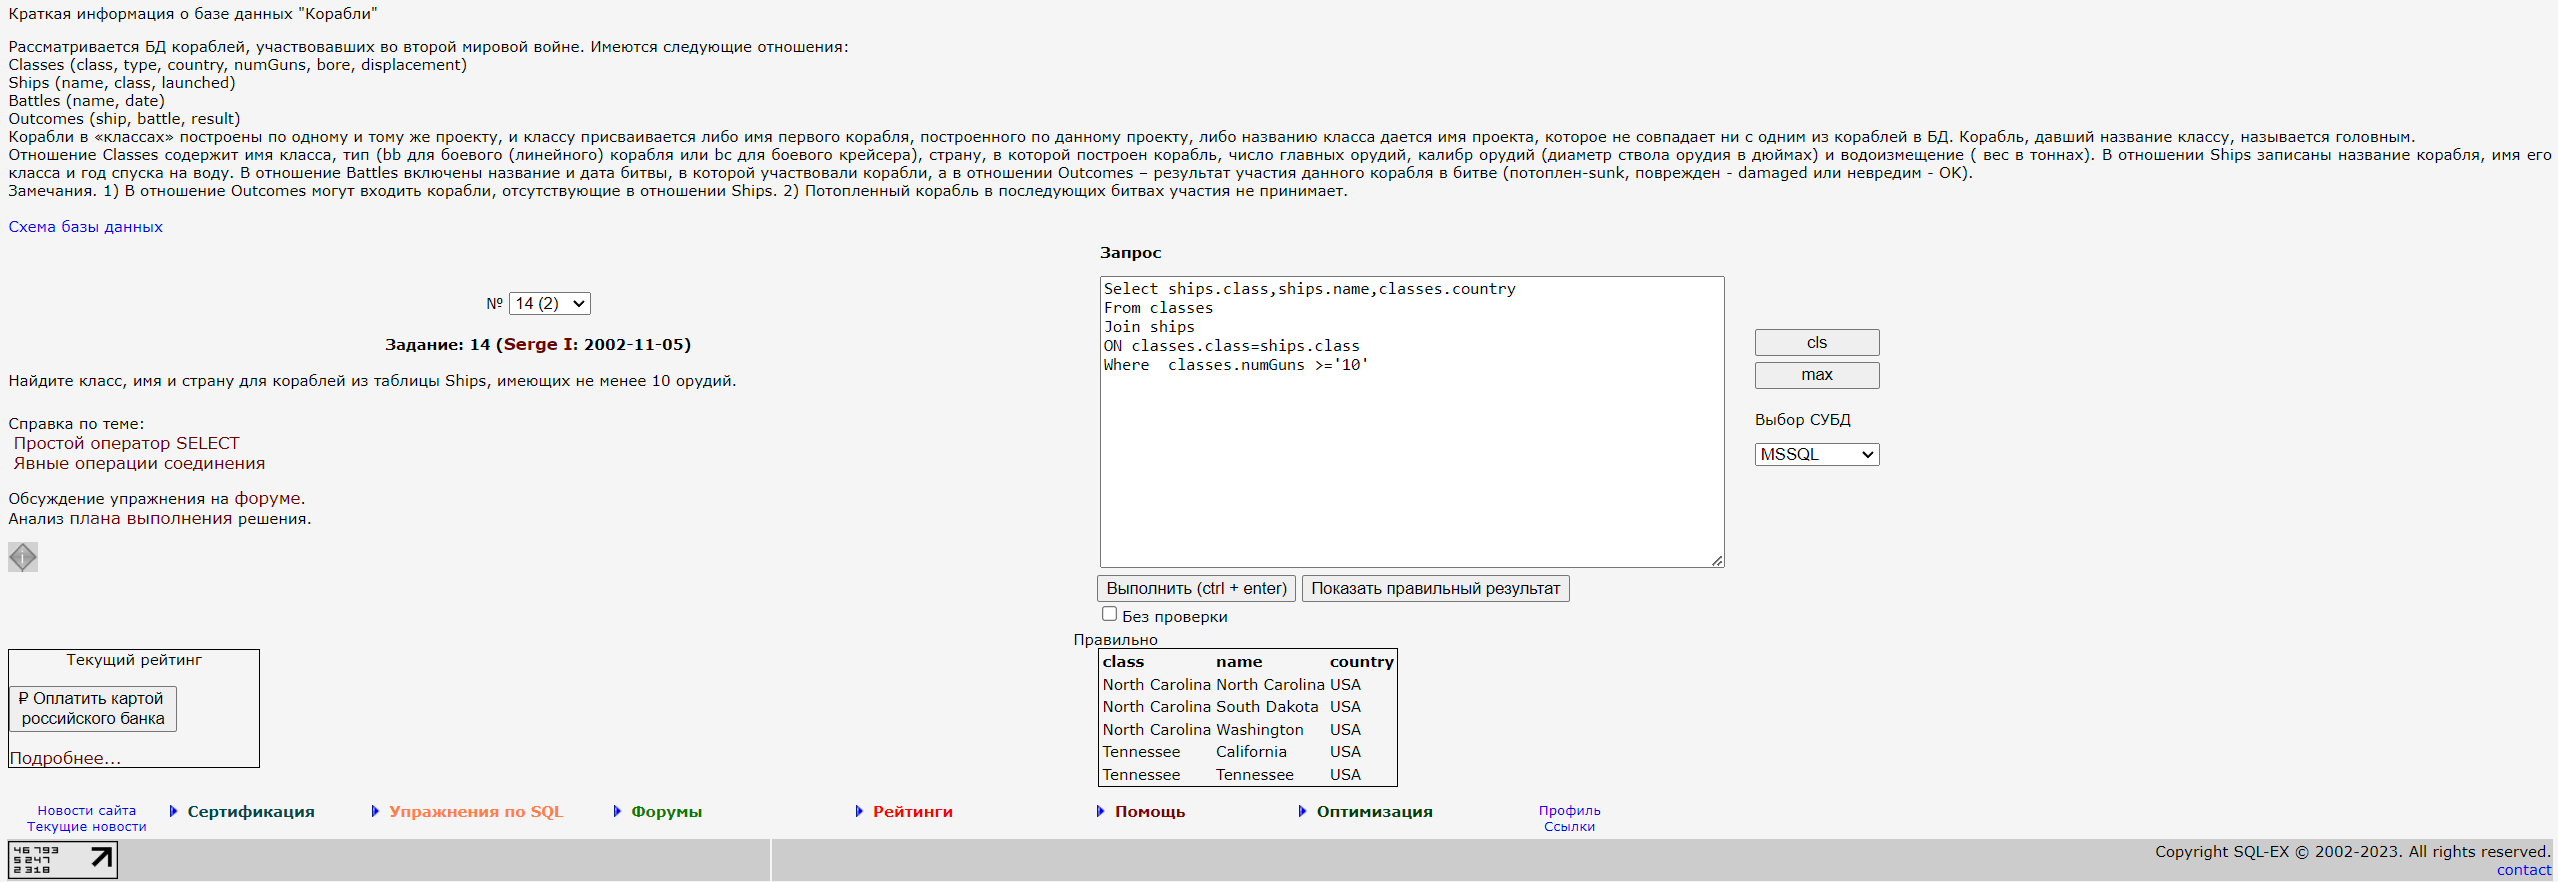 Краткая информация о базе данных "Корабли"
Рассматривается БД кораблей, участвовавших во второй мировой войне. Имеются следующие отношения:
Classes (class, type, country, numGuns, bore, displacement)
Ships (name, class, launched)
Battles (name, date)
Outcomes (ship, battle, result)
Корабли в «классах» построены по одному и тому же проекту, и классу присваивается либо имя первого корабля, построенного по данному проекту, либо названию класса дается имя проекта, которое не совпадает ни с одним из кораблей в БД. Корабль, давший название классу, называется головным.
Отношение Classes содержит имя класса, тип (bb для боевого (линейного) корабля или bc для боевого крейсера), страну, в которой построен корабль, число главных орудий, калибр орудий (диаметр ствола орудия в дюймах) и водоизмещение ( вес в тоннах). В отношении Ships записаны название корабля, имя его
класса и год спуска на воду. В отношение Battles включены название и дата битвы, в которой участвовали корабли, а в отношении Outcomes – результат участия данного корабля в битве (потоплен-sunk, поврежден - damaged или невредим - OK).
Замечания. 1) В отношение Outcomes могут входить корабли, отсутствующие в отношении Ships. 2) Потопленный корабль в последующих битвах участия не принимает.
Схема базы данных
№ 14 (2)
Задание: 14 (Serge I: 2002-11-05)
Найдите класс, имя и страну для кораблей из таблицы Ships, имеющих не менее 10 орудий.
Справка по теме:
Простой оператор SELECT
Явные операции соединения
Обсуждение упражнения на форуме.
Анализ плана выполнения решения.
Запрос
Select ships.class,ships.name,classes.country
From classes
Join ships
ON classes.class=ships.class
Where  classes.numGuns >='10'
cls
max
Выбор СУБД
MSSQL
Выполнить (ctrl + enter) Показать правильный результат
Без проверки
Правильно
class name country
North Carolina North Carolina USA
North Carolina South Dakota USA
North Carolina Washington USA
Tennessee California USA
Tennessee Tennessee USA
Текущий рейтинг
₽ Оплатить картой
российского банка
Подробнее...
Новости сайта
Текущие новости
Сертификация
Упражнения по SQL
Форумы
Рейтинги
Помощь
Оптимизация
Профиль
Ссылки
46 793
5 247
2 318
Copyright SQL-EX © 2002-2023. All rights reserved.
contact